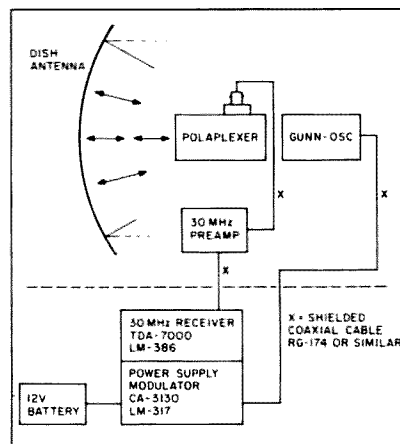 DISH
ANTENNA
POLAPLEXER
GUNN-OSC
X
X
30 MHz
PREAMP
X
30 MHz RECEIVER
TDA-7000
LM-386
X = SHIELDED
COAXIAL CABLE
RG-174 OR SIMILAR
POWER SUPPLY
MODULATOR
CA-3130
LM-317
12V
BATTERY